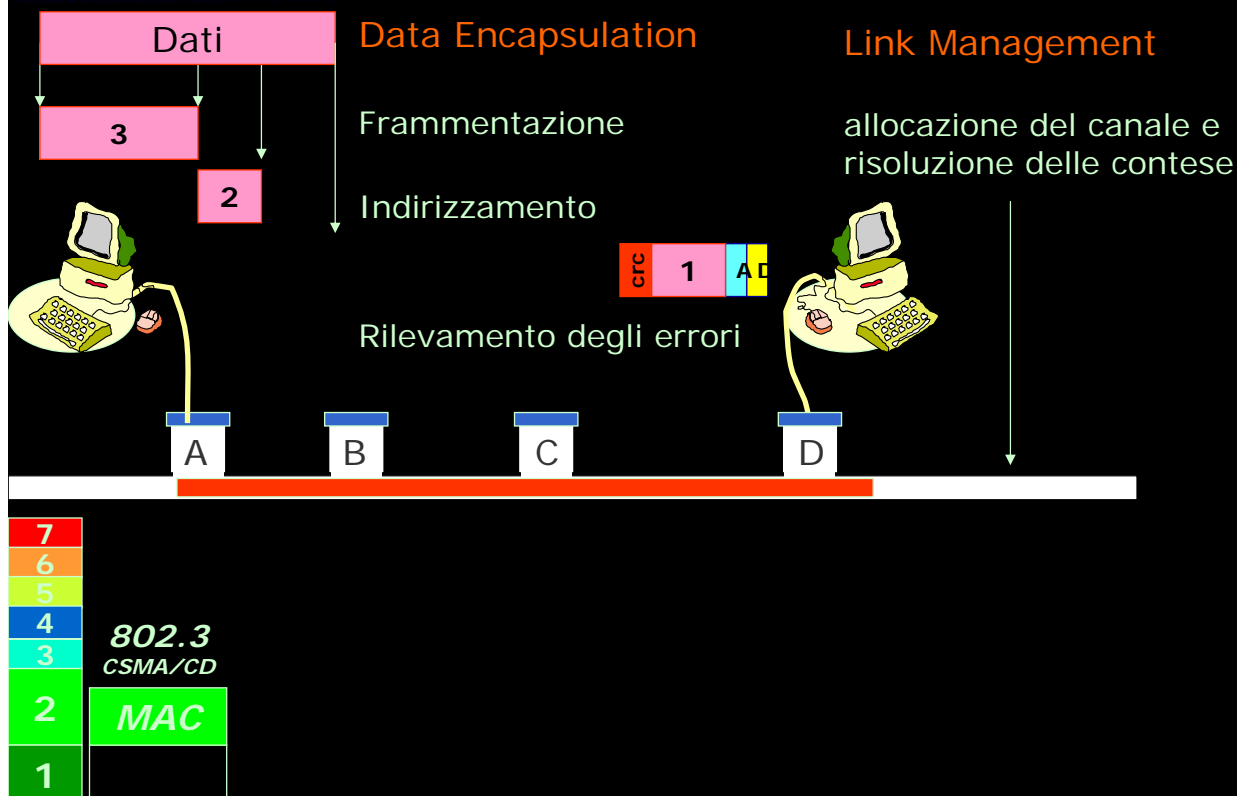 Dati
Data Encapsulation
Link Management
3
Frammentazione
allocazione del canale e
risoluzione delle contese
2
Indirizzamento
crc
1
A D
Rilevamento degli errori
A
B
C
D
7
6
5
4
3
2
1
802.3
CSMA/CD
MAC